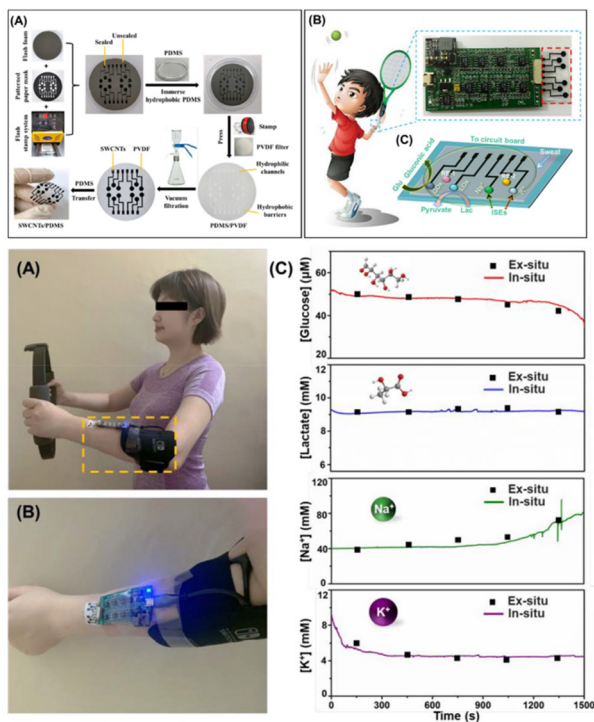 (A)
Flash foam
Patterned
paper mask
Flash
stamp system
Sealed
Unsealed
PDMS
Immerse
hydrophobic PDMS
Press
Stamp
PVDF filter
Hydrophilic
channels
Hydrophobic
barriers
PDMS/PVDF
Vacuum
filtration
SWCNTs
PVDF
PDMS
Transfer
SWCNTs/PDMS
(B)
(C)
To circuit board
Sweat
Glu
Gluconic acid
Pyruvate
Lac
ISEs
(A)
(B)
(C)
[Glucose] (μM)
60
40
20
Ex-situ
In-situ
[Lactate] (mM)
12
9
6
Ex-situ
In-situ
[Na+] (mM)
120
80
40
0
Na+
Ex-situ
In-situ
[K+] (mM)
8
4
0
K+
Ex-situ
In-situ
0
300
600
900
1200
1500
Time (s)